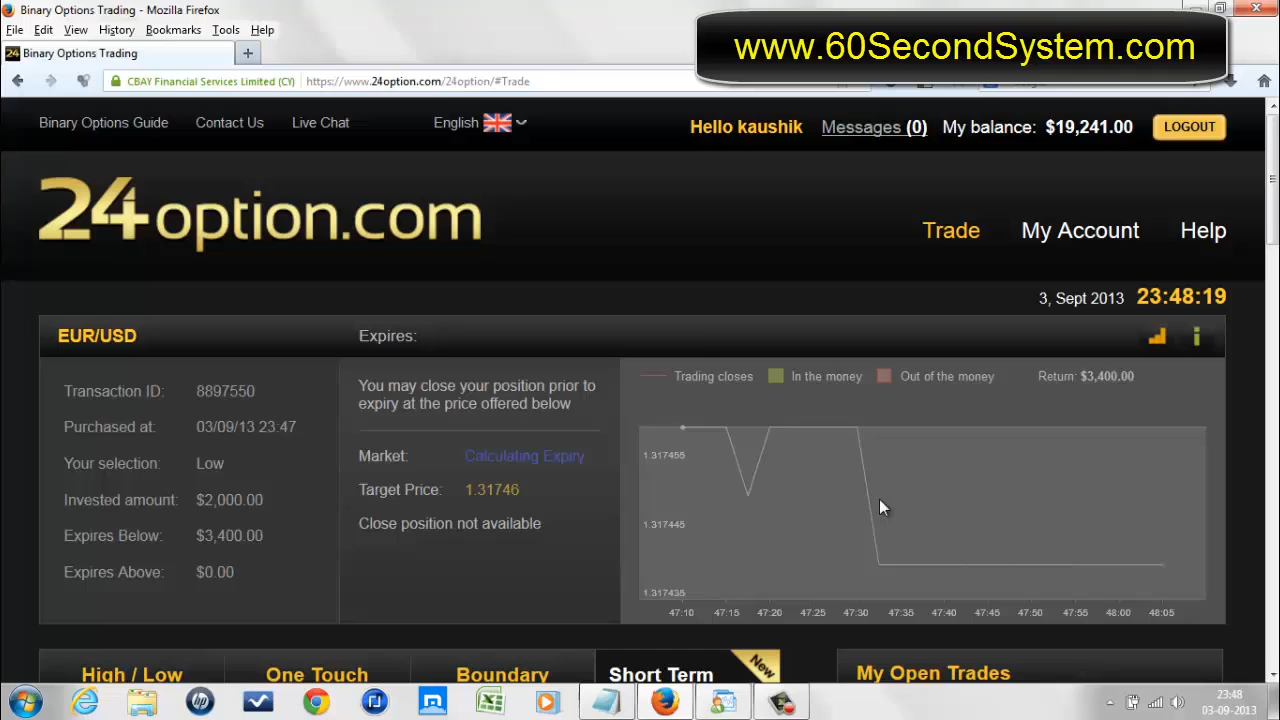 Binary Options Trading - Mozilla Firefox
File Edit View History Bookmarks Tools Help
www.60SecondSystem.com
24 Binary Options Trading +
CBAY Financial Services Limited (CY) https://www.24option.com/24option/#Trade
Binary Options Guide Contact Us Live Chat English Hello kaushik Messages (0) My balance: $19,241.00 LOGOUT
24option.com
Trade My Account Help
3, Sept 2013 23:48:19
EUR/USD Expires:
Transaction ID: 8897550
Purchased at: 03/09/13 23:47
Your selection: Low
Invested amount: $2,000.00
Expires Below: $3,400.00
Expires Above: $0.00
You may close your position prior to
expiry at the price offered below
Market: Calculating Expiry
Target Price: 1.31746
Close position not available
Trading closes In the money Out of the money Return: $3,400.00
1.317455
1.317445
1.317435
47:10 47:15 47:20 47:25 47:30 47:35 47:40 47:45 47:50 47:55 48:00 48:05
High / Low One Touch Boundary Short Term New My Open Trades
23:48
03-09-2013